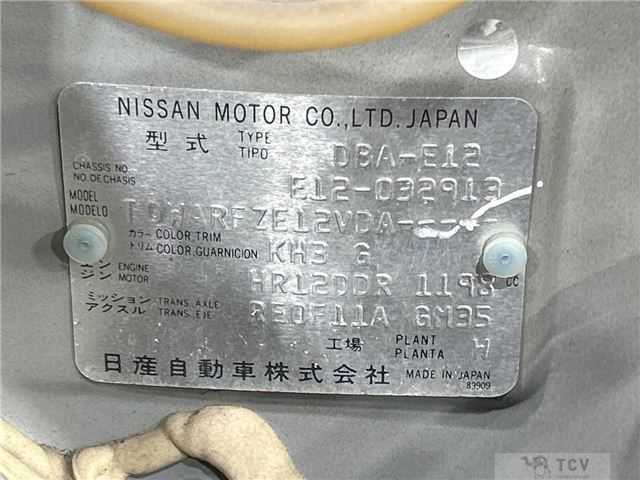 NISSAN MOTOR CO.,LTD. JAPAN
型式 TYPE TIPO DBA-E12
CHASSIS NO. NO. DE CHASIS E12-032913
MODEL MODELO ZE12VDA-----
カラー トリム COLOR, TRIM COLOR, GUARNICION KH3 G
エンジン ENGINE MOTOR HR12DDR 1198 CC
ミッション アクスル TRANS. AXLE TRANS. EJE RE0F11A GM35
工場 PLANT PLANTA
日産自動車株式会社 MADE IN JAPAN
83909
TCV